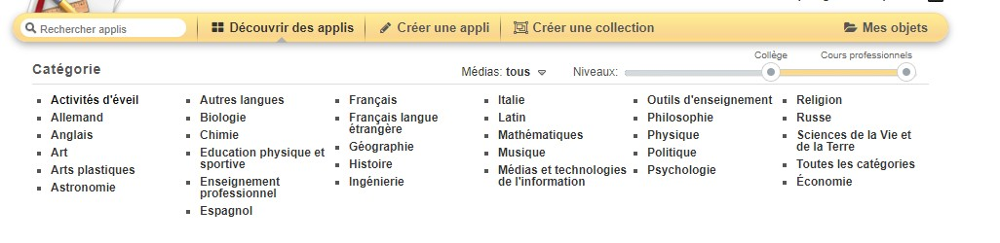 Rechercher applis
Découvrir des applis
Créer une appli
Créer une collection
Mes objets
Catégorie
Médias: tous
Niveaux:
Collège
Cours professionnels
Activités d'éveil
Allemand
Anglais
Art
Arts plastiques
Astronomie
Autres langues
Biologie
Chimie
Education physique et
sportive
Enseignement
professionnel
Espagnol
Français
Français langue
étrangère
Géographie
Histoire
Ingénierie
Italie
Latin
Mathématiques
Musique
Médias et technologies
de l'information
Outils d'enseignement
Philosophie
Physique
Politique
Psychologie
Religion
Russe
Sciences de la Vie et
de la Terre
Toutes les catégories
Économie